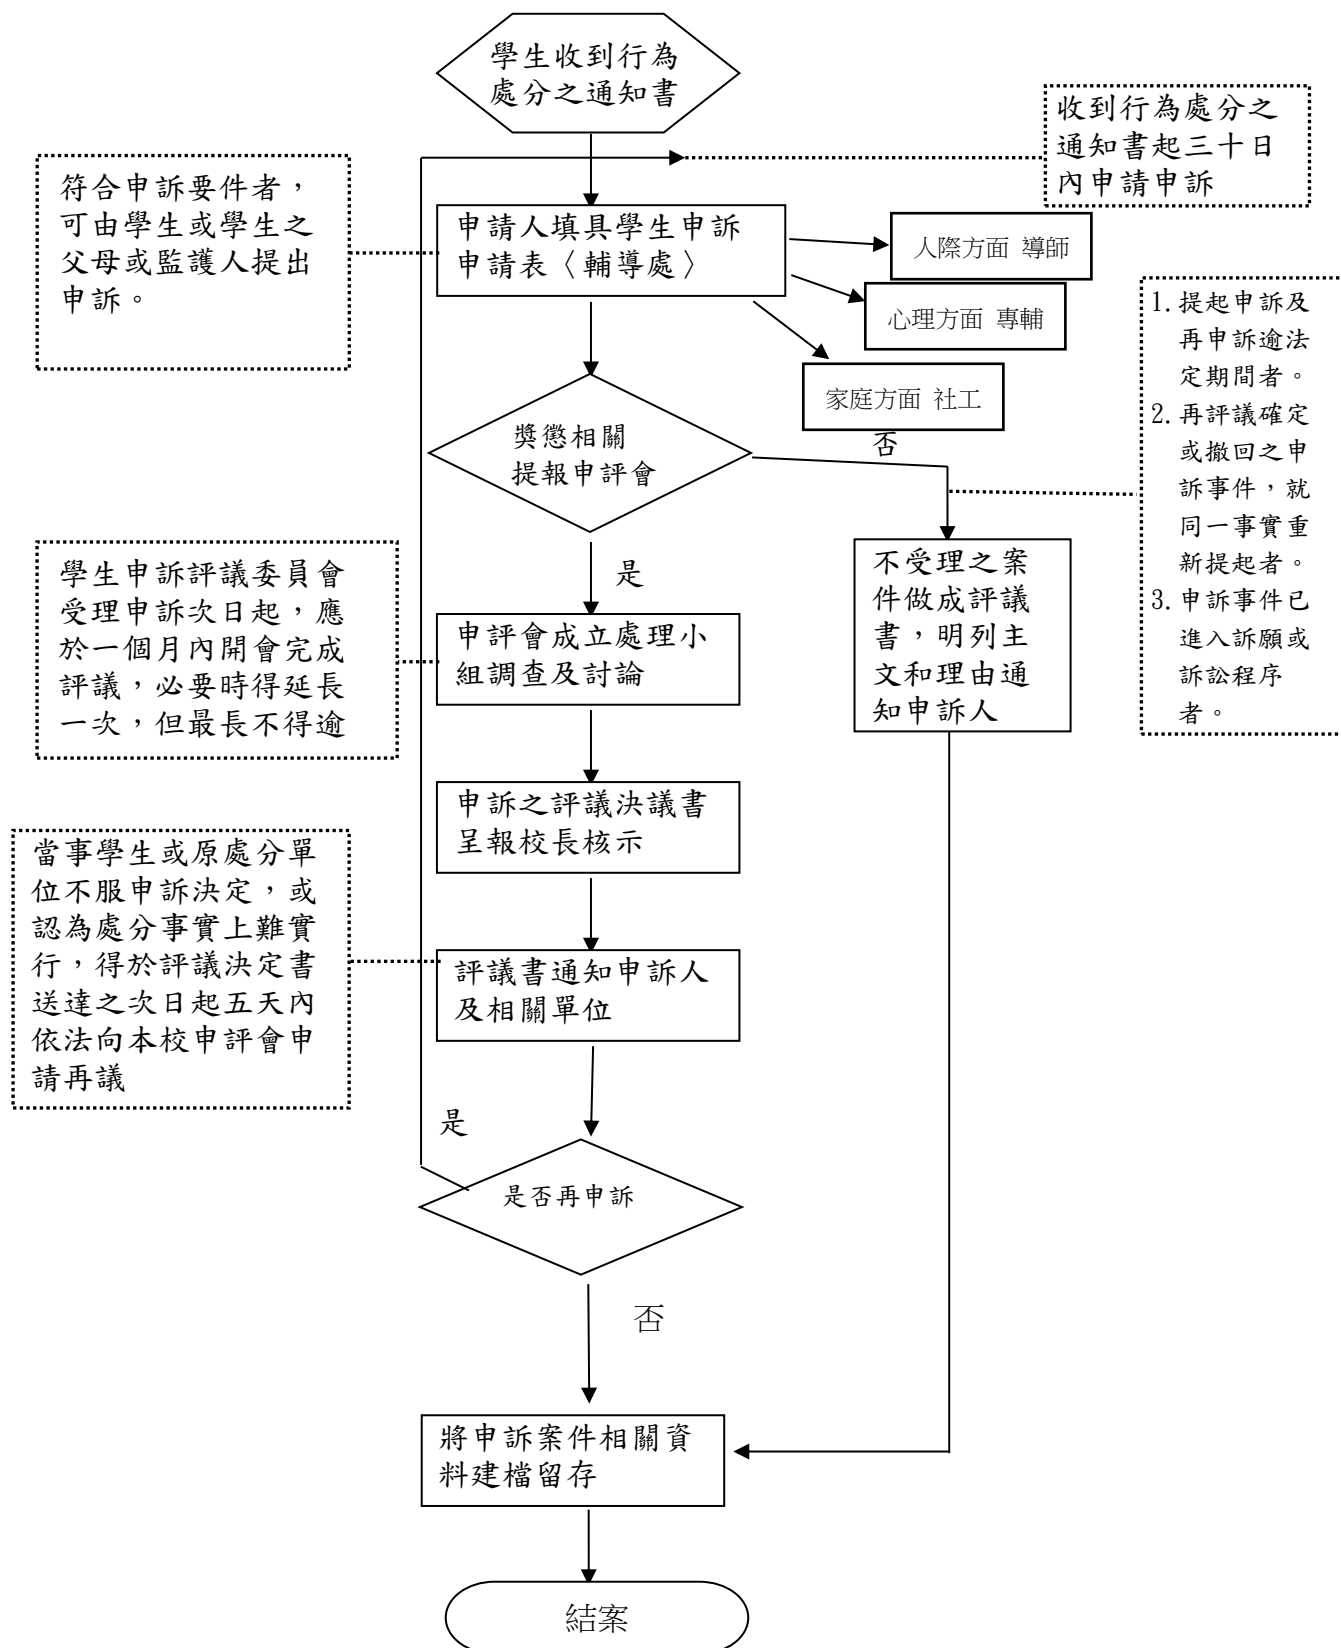 學生收到行為
處分之通知書
收到行為處分之
通知書起三十日
內申請申訴
符合申訴要件者，
可由學生或學生之
父母或監護人提出
申訴。
申請人填具學生申訴
申請表〈輔導處〉
人際方面 導師
心理方面 專輔
家庭方面 社工
1. 提起申訴及
再申訴逾法
定期間者。
2. 再評議確定
或撤回之申
訴事件，就
同一事實重
新提起者。
3. 申訴事件已
進入訴願或
訴訟程序
者。
獎懲相關
提報申評會
否
是
不受理之案
件做成評議
書，明列主
文和理由通
知申訴人
學生申訴評議委員會
受理申訴次日起，應
於一個月內開會完成
評議，必要時得延長
一次，但最長不得逾
申評會成立處理小
組調查及討論
申訴之評議決議書
呈報校長核示
當事學生或原處分單
位不服申訴決定，或
認為處分事實上難實
行，得於評議決定書
送達之次日起五天內
依法向本校申評會申
請再議
評議書通知申訴人
及相關單位
是
是否再申訴
否
將申訴案件相關資
料建檔留存
結案